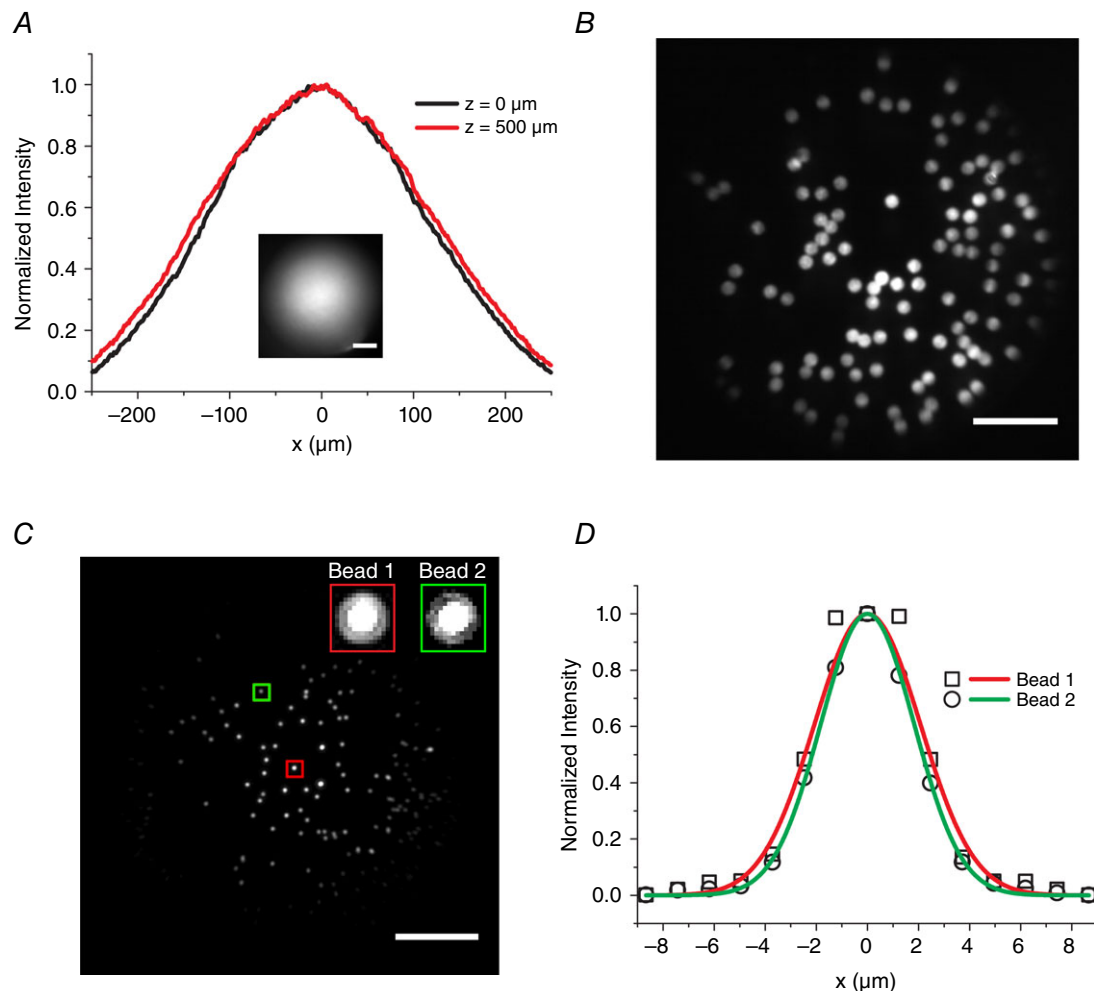 A
Normalized Intensity
1.0
0.8
0.6
0.4
0.2
0.0
z = 0 µm
z = 500 µm
−200
−100
0
100
200
x (µm)
B
C
Bead 1
Bead 2
D
Normalized Intensity
1.0
0.8
0.6
0.4
0.2
0.0
Bead 1
Bead 2
−8
−6
−4
−2
0
2
4
6
8
x (µm)